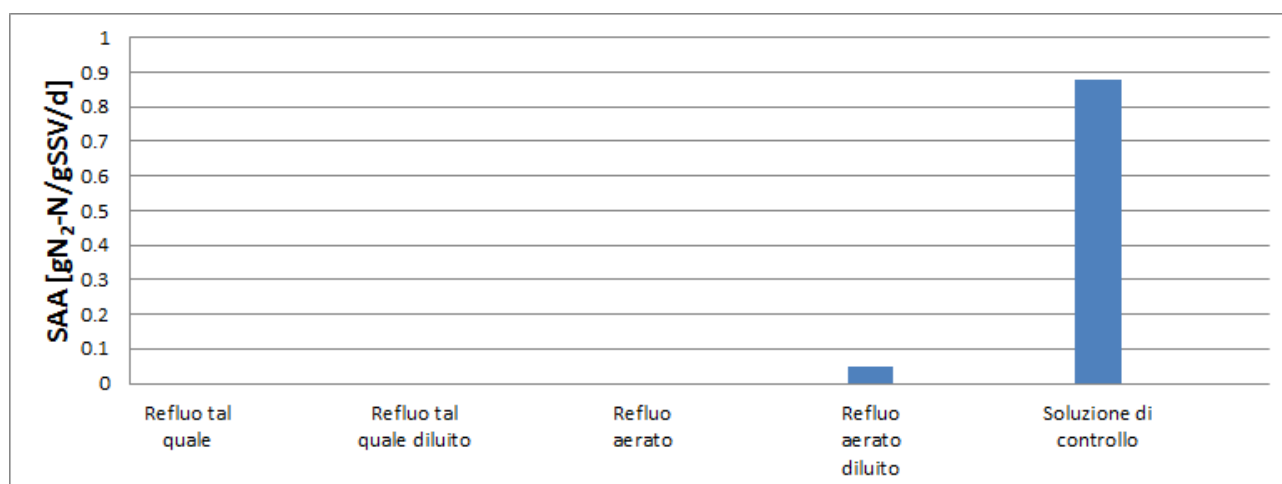 SAA [gN₂-N/gSSV/d]
1
0.9
0.8
0.7
0.6
0.5
0.4
0.3
0.2
0.1
0
Refluo tal
quale
Refluo tal
quale diluito
Refluo
aerato
Refluo
aerato
diluito
Soluzione di
controllo